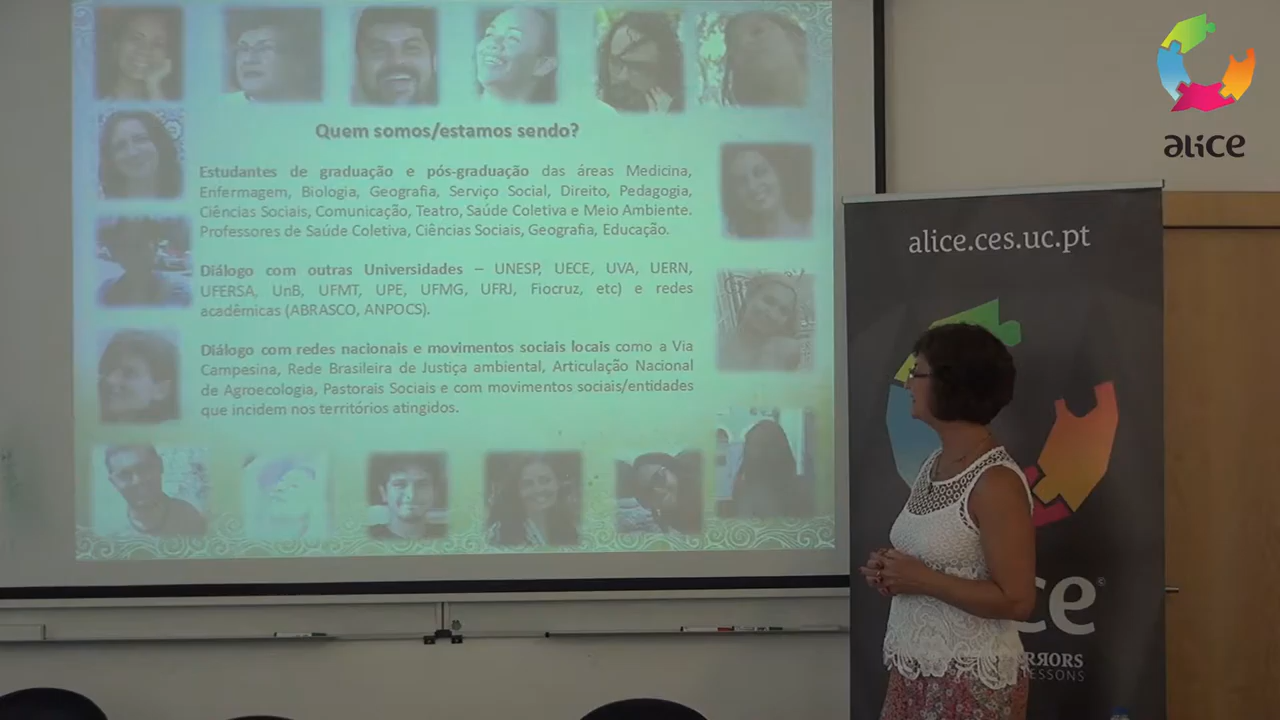 Quem somos/estamos sendo?
Estudantes de graduação e pós-graduação das áreas Medicina,
Enfermagem, Biologia, Geografia, Serviço Social, Direito, Pedagogia,
Ciências Sociais, Comunicação, Teatro, Saúde Coletiva e Meio Ambiente.
Professores de Saúde Coletiva, Ciências Sociais, Geografia, Educação.
Diálogo com outras Universidades – UNESP, UECE, UVA, UERN,
UFERSA, UnB, UFMT, UPE, UFMG, UFRJ, Fiocruz, etc) e redes
acadêmicas (ABRASCO, ANPOCS).
Diálogo com redes nacionais e movimentos sociais locais como a Via
Campesina, Rede Brasileira de Justiça ambiental, Articulação Nacional
de Agroecologia, Pastorais Sociais e com movimentos sociais/entidades
que incidem nos territórios atingidos.
alice
alice.ces.uc.pt
ce
RRORS
ESSONS